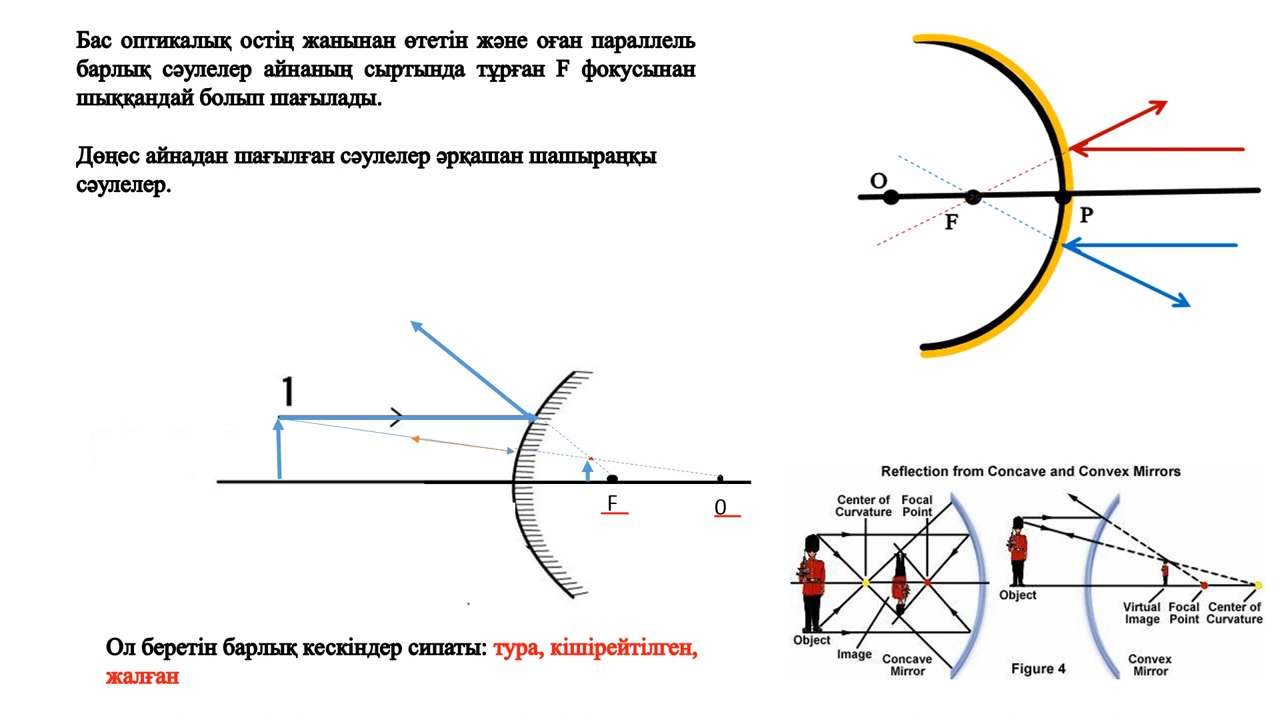 Бас оптикалық остің жанынан өтетін және оған параллель
барлық сәулелер айнаның сыртында тұрған F фокусынан
шыққандай болып шағылады.
Дөңес айнадан шағылған сәулелер әрқашан шашыраңқы
сәулелер.
O
F
P
1
F
0
Reflection from Concave and Convex Mirrors
Center of
Curvature
Focal
Point
Object
Image
Concave
Mirror
Figure 4
Object
Virtual
Image
Focal
Point
Center of
Curvature
Convex
Mirror
Ол беретін барлық кескіндер сипаты: тура, кішірейтілген,
жалған